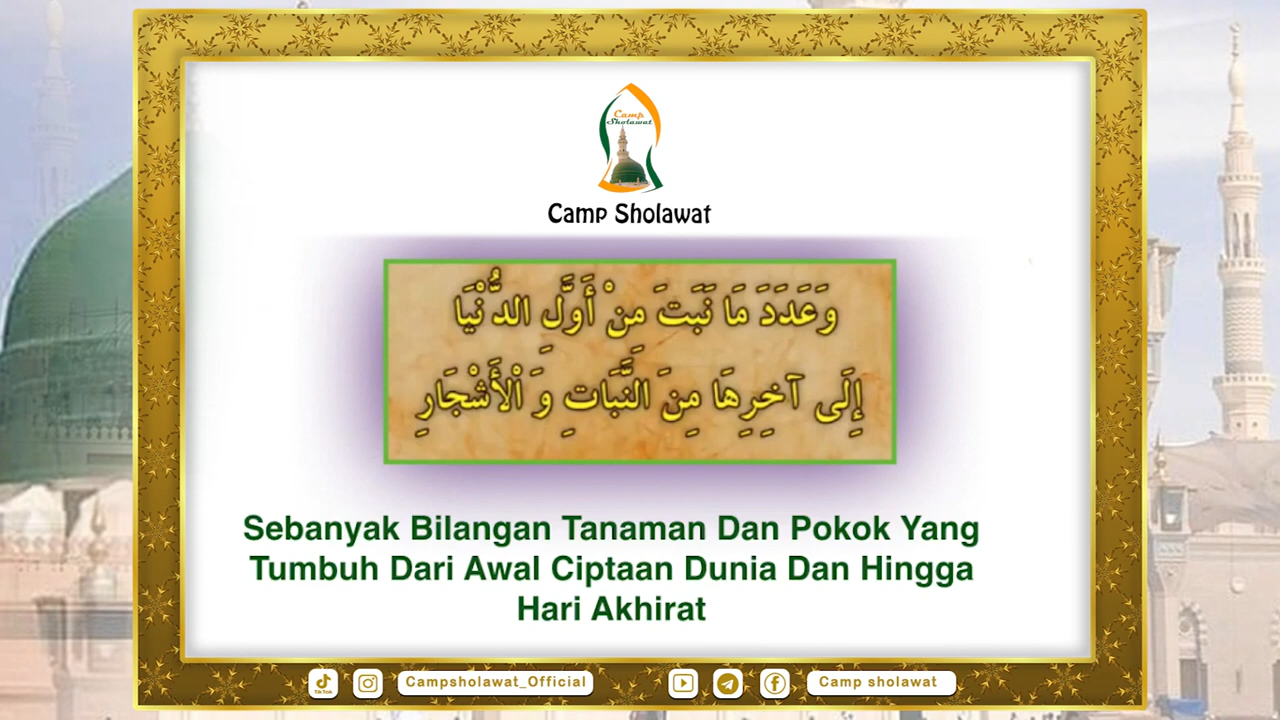 Camp
Sholawat
Camp Sholawat
وَعَدَدَ مَا نَبَتَ مِنْ أَوَّلِ الدُّنْيَا
إِلَى آخِرِهَا مِنَ النَّبَاتِ وَ الْأَشْجَارِ
Sebanyak Bilangan Tanaman Dan Pokok Yang
Tumbuh Dari Awal Ciptaan Dunia Dan Hingga
Hari Akhirat
TikTok
Campsholawat_Official
Camp sholawat